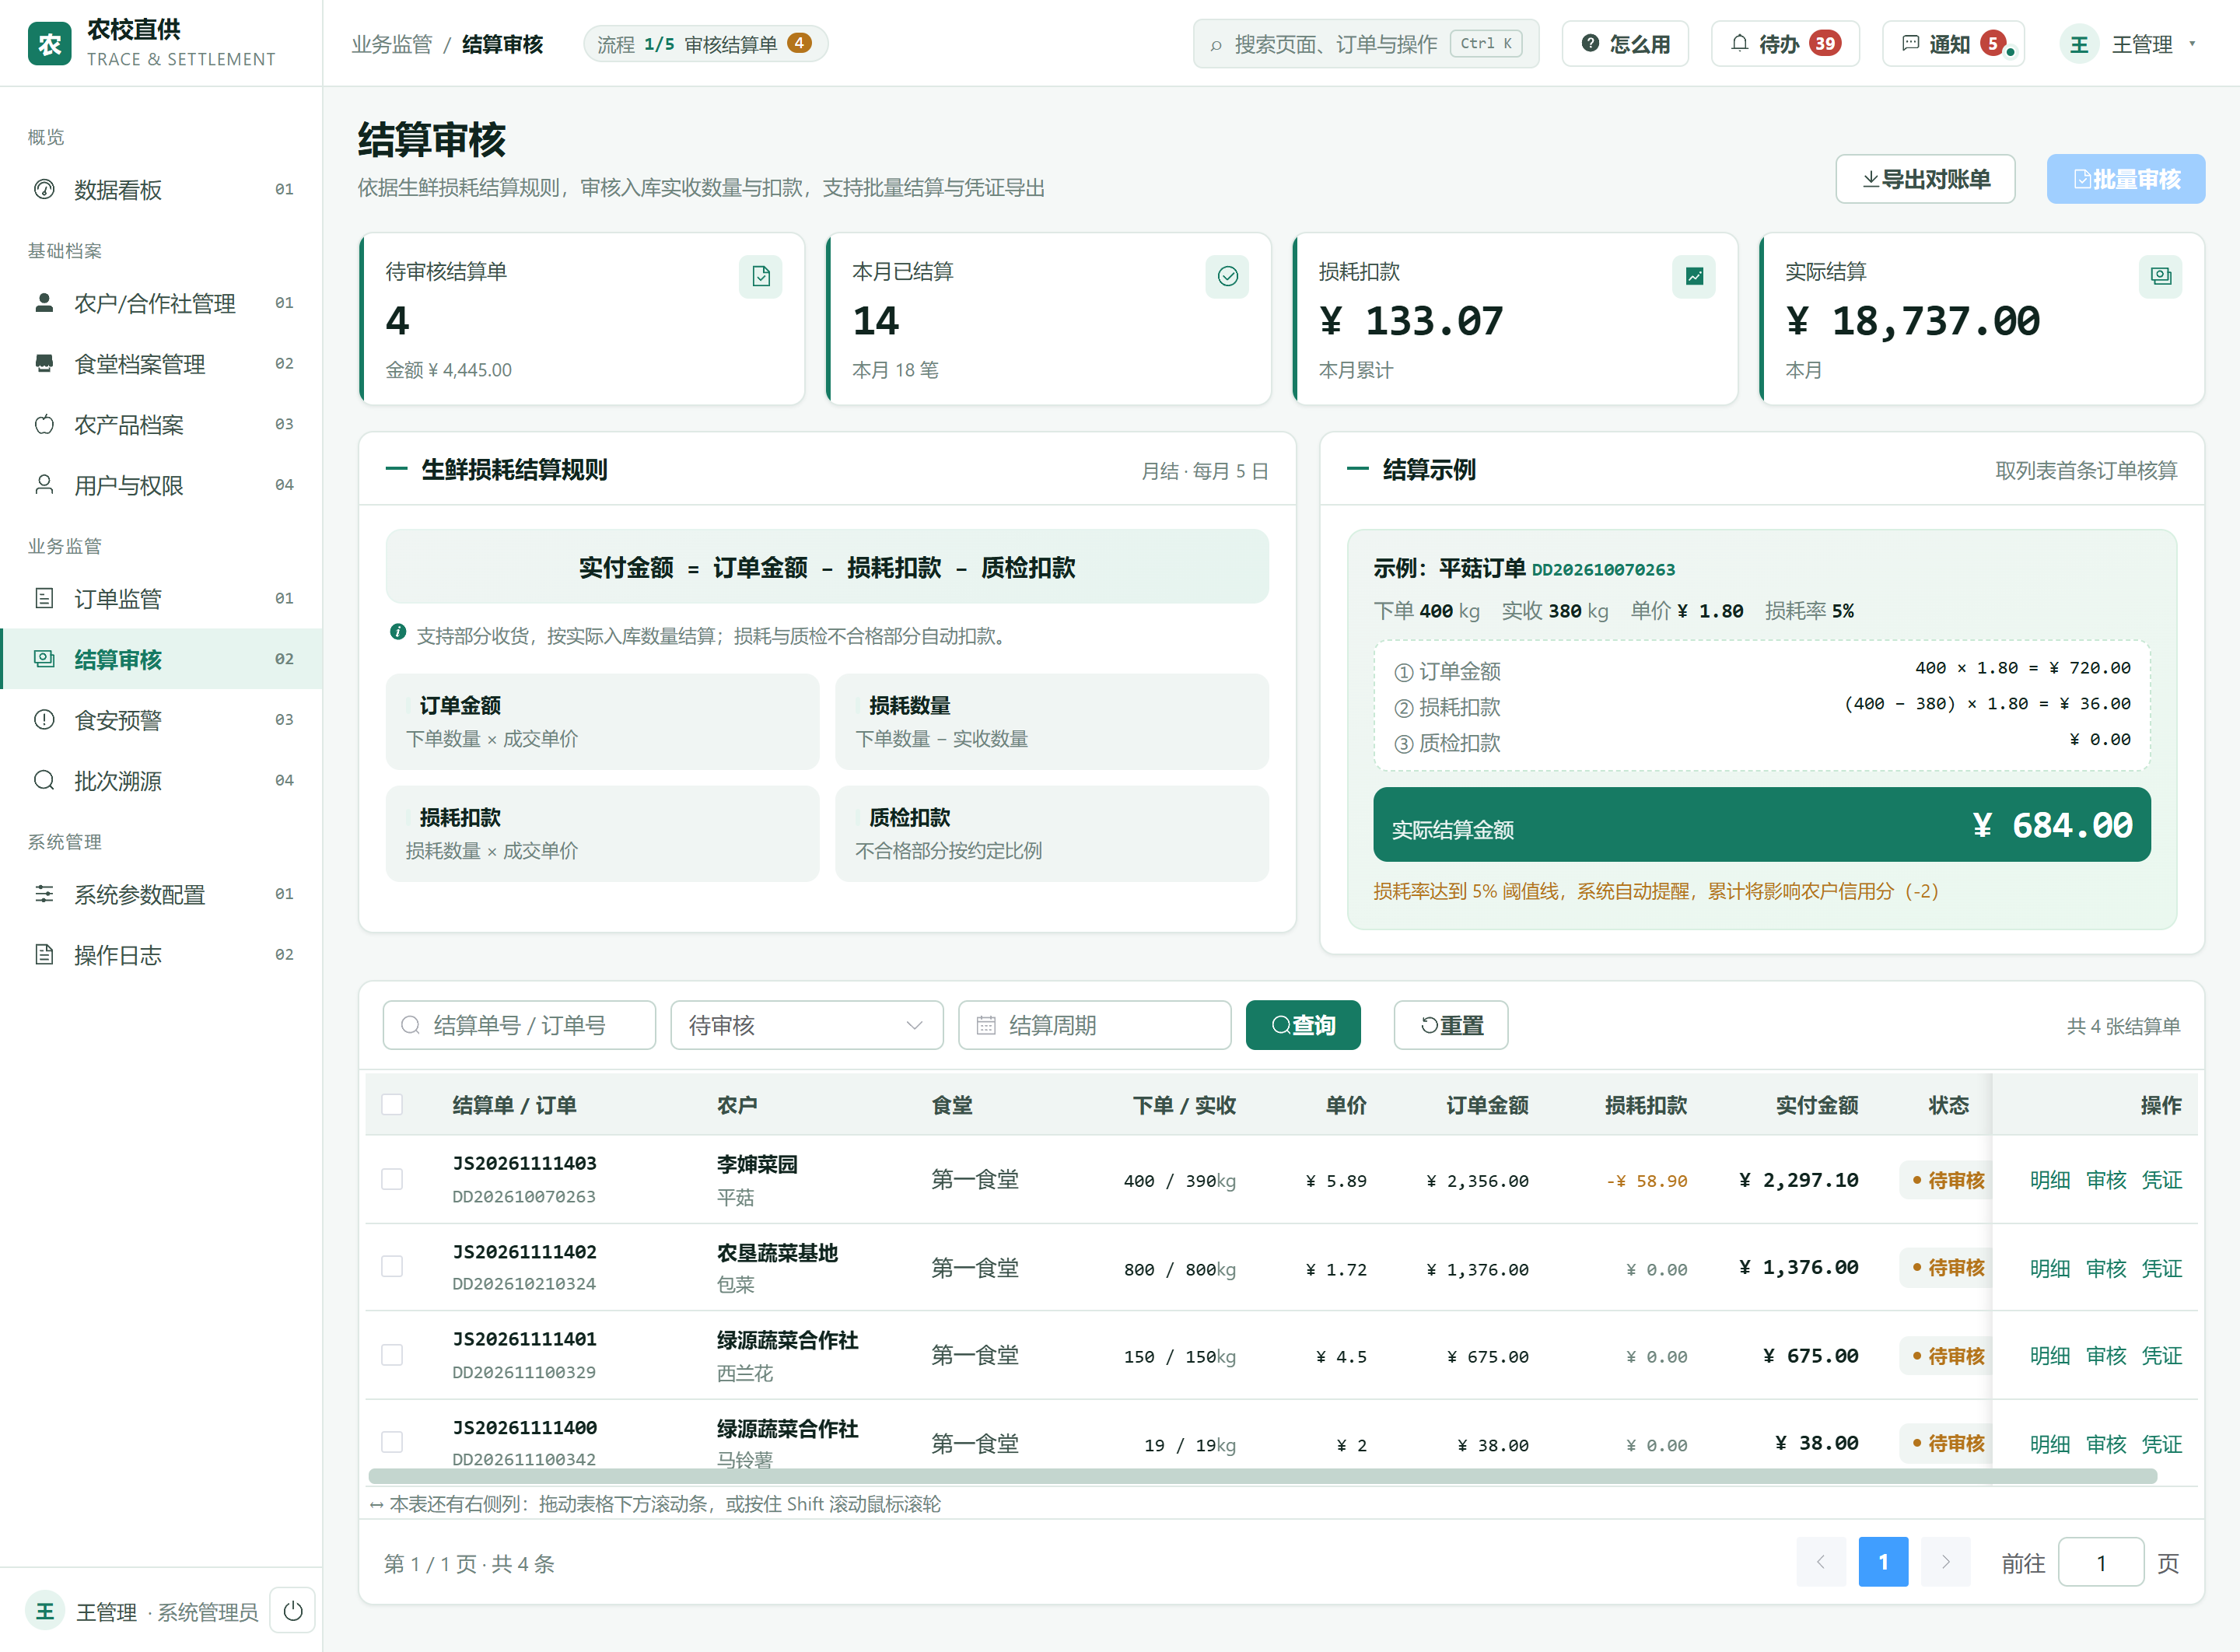 农
农校直供
TRACE & SETTLEMENT
业务监管 / 结算审核
流程 1/5 审核结算单 4
搜索页面、订单与操作 Ctrl K
怎么用
待办 39
通知 5
王 王管理
概览
数据看板 01
基础档案
农户/合作社管理 01
食堂档案管理 02
农产品档案 03
用户与权限 04
业务监管
订单监管 01
结算审核 02
食安预警 03
批次溯源 04
系统管理
系统参数配置 01
操作日志 02
王 王管理 · 系统管理员
结算审核
依据生鲜损耗结算规则，审核入库实收数量与扣款，支持批量结算与凭证导出
导出对账单
批量审核
待审核结算单
4
金额 ¥ 4,445.00
本月已结算
14
本月 18 笔
损耗扣款
¥ 133.07
本月累计
实际结算
¥ 18,737.00
本月
生鲜损耗结算规则
月结 · 每月 5 日
实付金额 = 订单金额 − 损耗扣款 − 质检扣款
支持部分收货，按实际入库数量结算；损耗与质检不合格部分自动扣款。
订单金额
下单数量 × 成交单价
损耗数量
下单数量 − 实收数量
损耗扣款
损耗数量 × 成交单价
质检扣款
不合格部分按约定比例
结算示例
取列表首条订单核算
示例：平菇订单 DD202610070263
下单 400 kg 实收 380 kg 单价 ¥ 1.80 损耗率 5%
① 订单金额 400 × 1.80 = ¥ 720.00
② 损耗扣款 (400 − 380) × 1.80 = ¥ 36.00
③ 质检扣款 ¥ 0.00
实际结算金额 ¥ 684.00
损耗率达到 5% 阈值线，系统自动提醒，累计将影响农户信用分（-2）
结算单号 / 订单号
待审核
结算周期
查询
重置
共 4 张结算单
结算单 / 订单 农户 食堂 下单 / 实收 单价 订单金额 损耗扣款 实付金额 状态 操作
JS20261111403 李婶菜园
第一食堂 400 / 390kg ¥ 5.89 ¥ 2,356.00 -¥ 58.90 ¥ 2,297.10 待审核 明细 审核 凭证
DD202610070263 平菇
JS20261111402 农垦蔬菜基地
第一食堂 800 / 800kg ¥ 1.72 ¥ 1,376.00 ¥ 0.00 ¥ 1,376.00 待审核 明细 审核 凭证
DD202610210324 包菜
JS20261111401 绿源蔬菜合作社
第一食堂 150 / 150kg ¥ 4.5 ¥ 675.00 ¥ 0.00 ¥ 675.00 待审核 明细 审核 凭证
DD202611100329 西兰花
JS20261111400 绿源蔬菜合作社
第一食堂 19 / 19kg ¥ 2 ¥ 38.00 ¥ 0.00 ¥ 38.00 待审核 明细 审核 凭证
DD202611100342 马铃薯
↔ 本表还有右侧列：拖动表格下方滚动条，或按住 Shift 滚动鼠标滚轮
第 1 / 1 页 · 共 4 条
1
前往 1 页